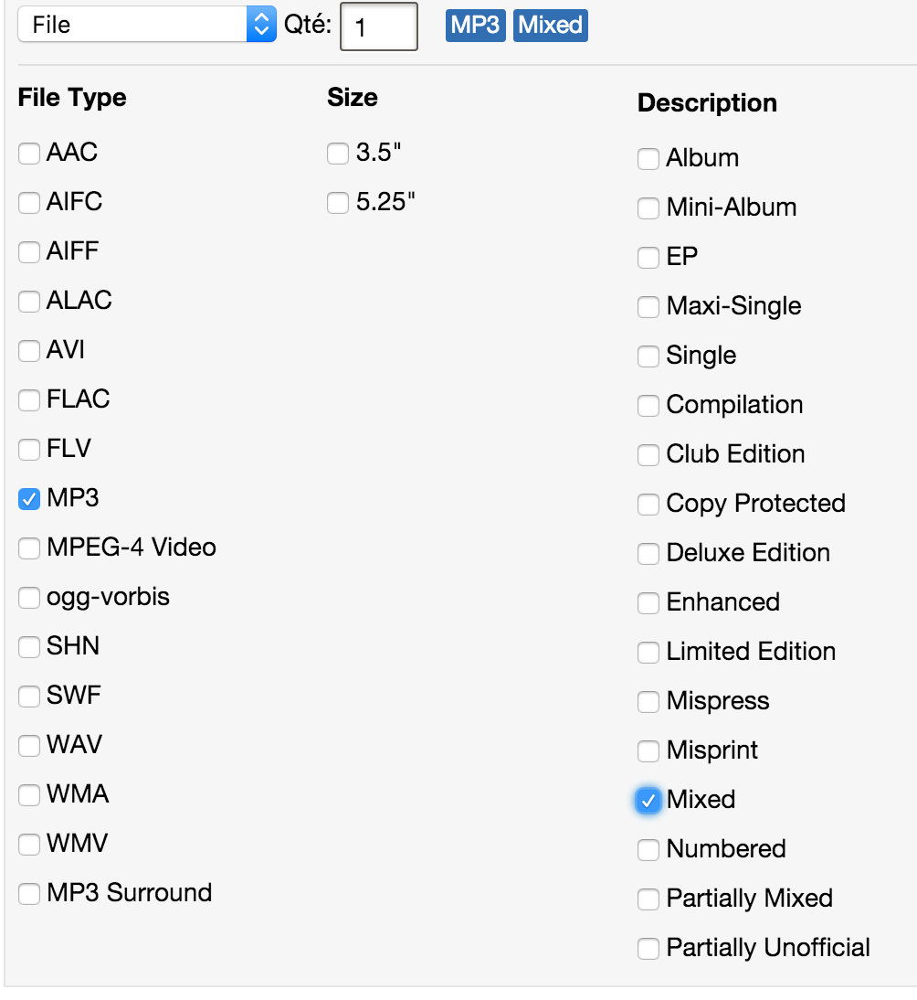 File Qté: 1 MP3 Mixed
File Type
AAC
AIFC
AIFF
ALAC
AVI
FLAC
FLV
MP3
MPEG-4 Video
ogg-vorbis
SHN
SWF
WAV
WMA
WMV
MP3 Surround
Size
3.5"
5.25"
Description
Album
Mini-Album
EP
Maxi-Single
Single
Compilation
Club Edition
Copy Protected
Deluxe Edition
Enhanced
Limited Edition
Mispress
Misprint
Mixed
Numbered
Partially Mixed
Partially Unofficial